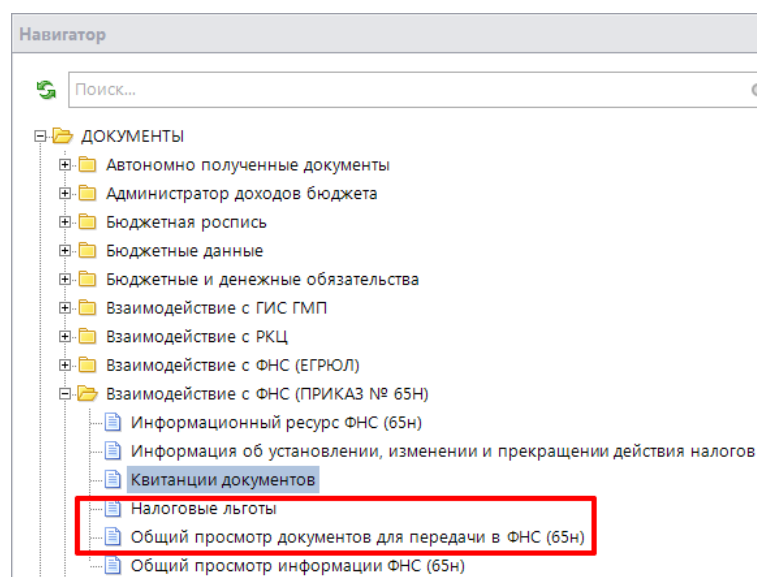 Навигатор
Поиск...
ДОКУМЕНТЫ
Автономно полученные документы
Администратор доходов бюджета
Бюджетная роспись
Бюджетные данные
Бюджетные и денежные обязательства
Взаимодействие с ГИС ГМП
Взаимодействие с РКЦ
Взаимодействие с ФНС (ЕГРЮЛ)
Взаимодействие с ФНС (ПРИКАЗ № 65Н)
Информационный ресурс ФНС (65н)
Информация об установлении, изменении и прекращении действия налогов
Квитанции документов
Налоговые льготы
Общий просмотр документов для передачи в ФНС (65н)
Общий просмотр информации ФНС (65н)